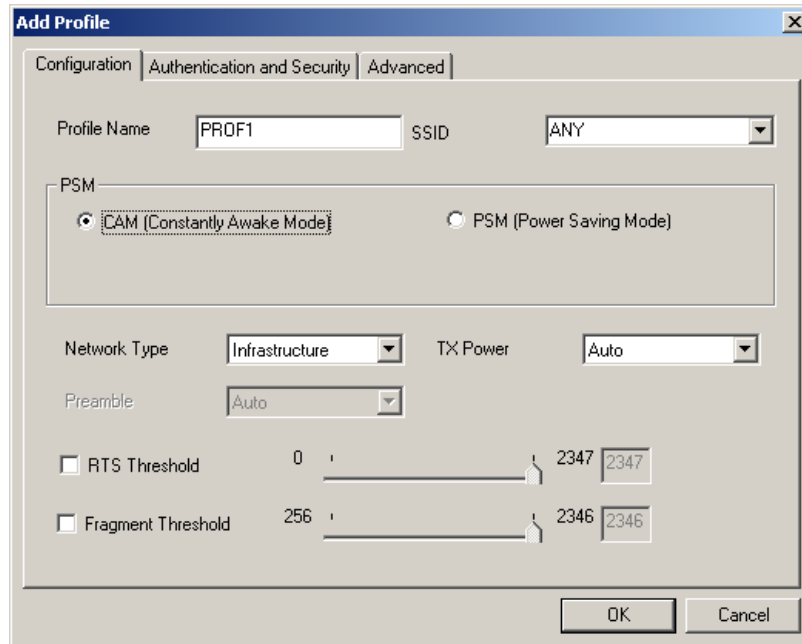 Add Profile
Configuration Authentication and Security Advanced
Profile Name PROF1 SSID ANY
PSM
CAM (Constantly Awake Mode) PSM (Power Saving Mode)
Network Type Infrastructure TX Power Auto
Preamble Auto
RTS Threshold 0 2347 2347
Fragment Threshold 256 2346 2346
OK Cancel